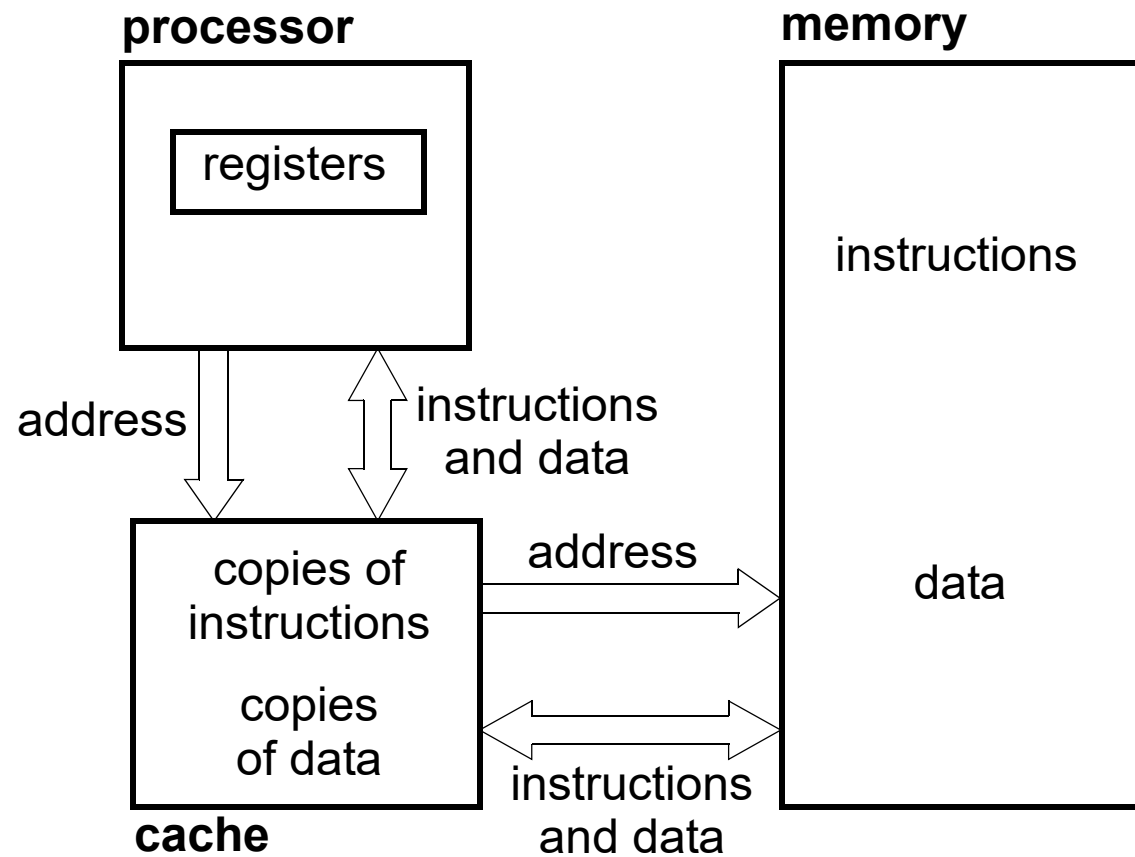 processor
memory
registers
instructions
address
instructions
and data
copies of
instructions
address
data
copies
of data
instructions
and data
cache